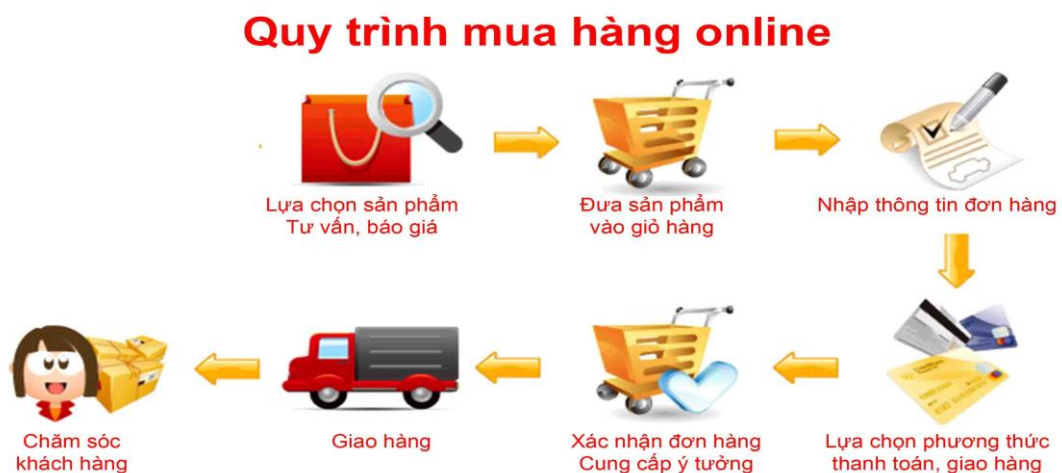 Quy trình mua hàng online
Lựa chọn sản phẩm
Tư vấn, báo giá
Đưa sản phẩm
vào giỏ hàng
Nhập thông tin đơn hàng
Lựa chọn phương thức
thanh toán, giao hàng
Xác nhận đơn hàng
Cung cấp ý tưởng
Giao hàng
Chăm sóc
khách hàng